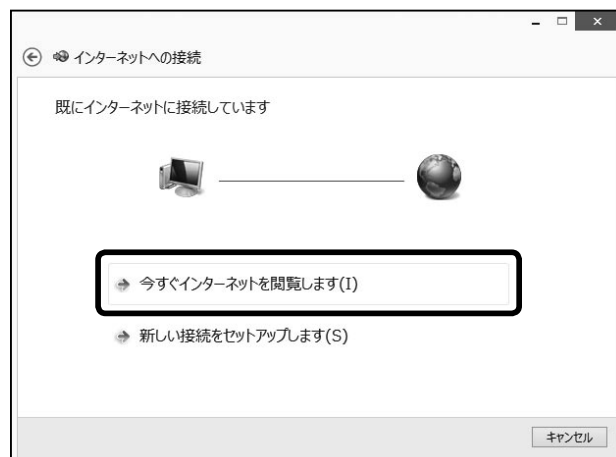 インターネットへの接続
既にインターネットに接続しています
今すぐインターネットを閲覧します(I)
新しい接続をセットアップします(S)
キャンセル